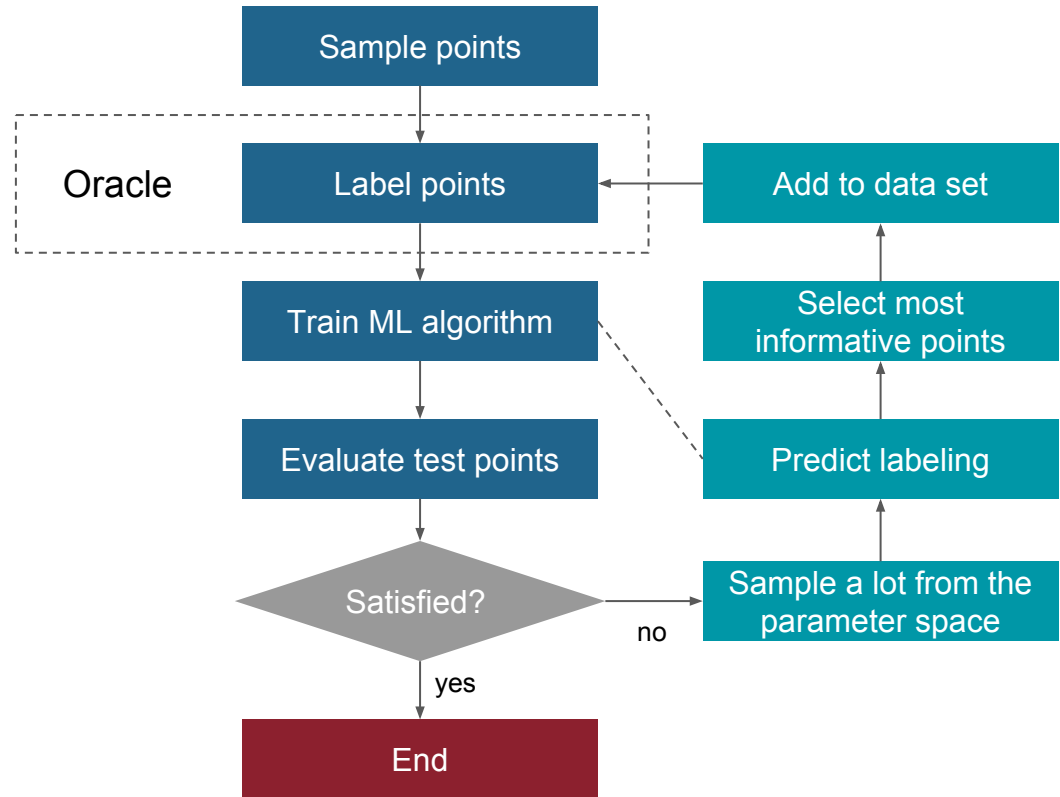 Sample points
Oracle
Label points
Add to data set
Train ML algorithm
Select most
informative points
Evaluate test points
Predict labeling
Satisfied?
no
Sample a lot from the
parameter space
yes
End